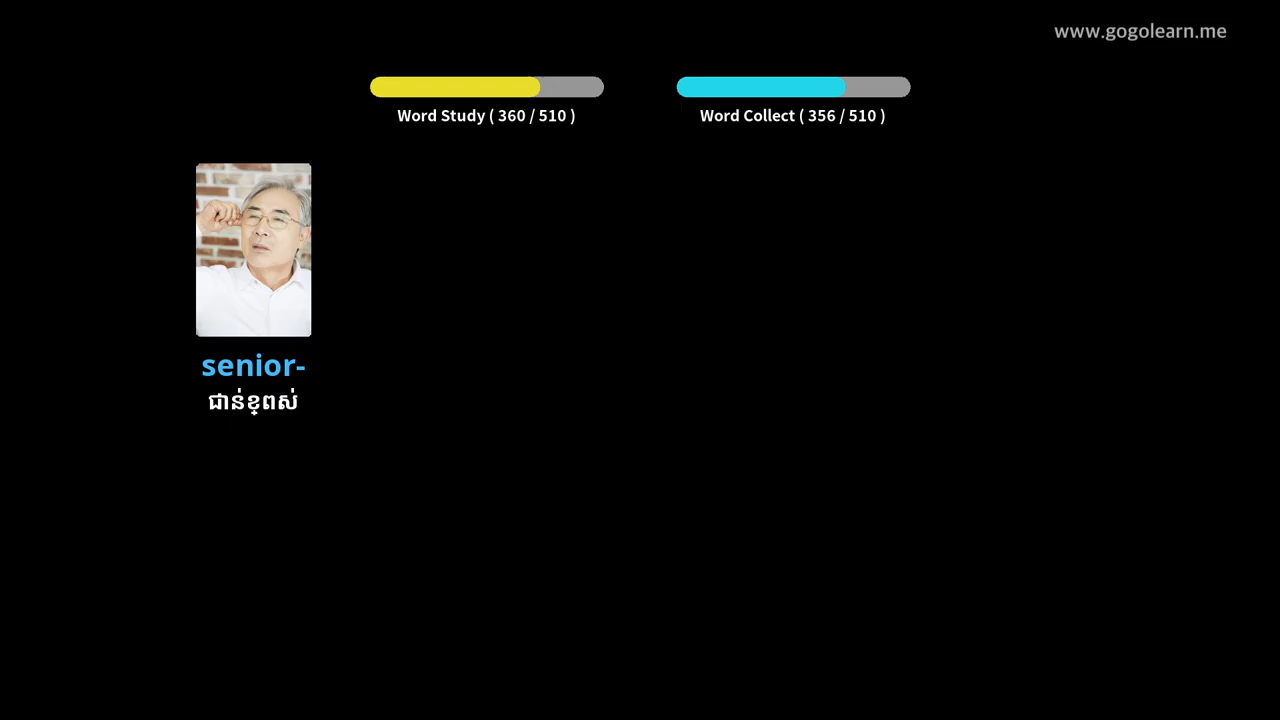 www.gogolearn.me
Word Study ( 360 / 510 )
Word Collect ( 356 / 510 )
senior-
ជាន់ខ្ពស់